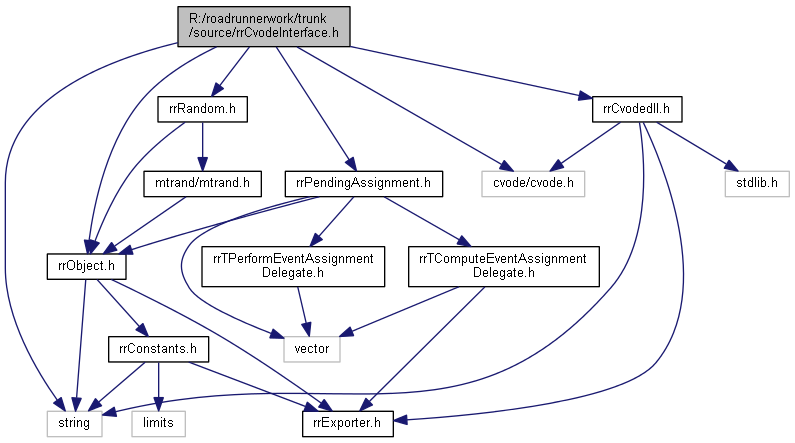 R:/roadrunnerwork/trunk
/source/rrCvodeInterface.h
rrRandom.h
rrCvodedll.h
mtrand/mtrand.h
rrPendingAssignment.h
cvode/cvode.h
stdlib.h
rrObject.h
rrTPerformEventAssignment
Delegate.h
rrTComputeEventAssignment
Delegate.h
rrConstants.h
vector
string
limits
rrExporter.h